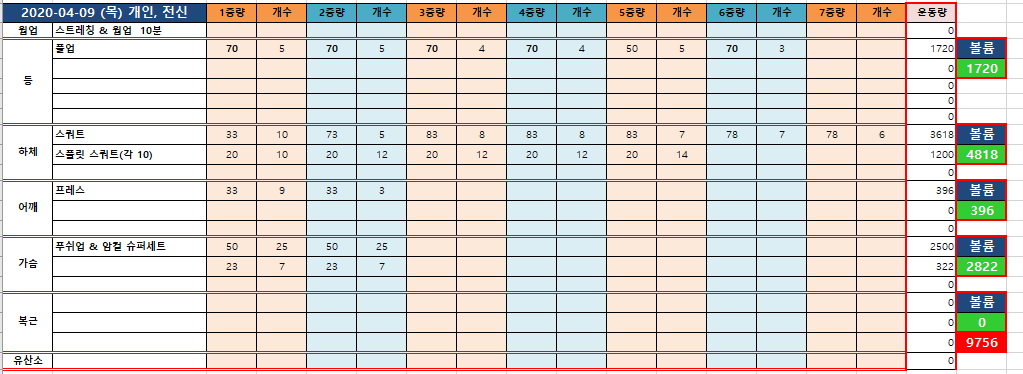 2020-04-09 (목) 개인, 전신 1중량 개수 2중량 개수 3중량 개수 4중량 개수 5중량 개수 6중량 개수 7중량 개수 운동량
웜업 스트레칭 & 웜업 10분 0
등 풀업 70 5 70 5 70 4 70 4 50 5 70 3 1720 볼륨
0 1720
0
0
0
하체 스쿼트 33 10 73 5 83 8 83 8 83 7 78 7 78 6 3618 볼륨
스플릿 스쿼트(각 10) 20 10 20 12 20 12 20 12 20 14 1200 4818
0
어깨 프레스 33 9 33 3 396 볼륨
0 396
0
가슴 푸쉬업 & 암컬 슈퍼세트 50 25 50 25 2500 볼륨
23 7 23 7 322 2822
0
복근 0 볼륨
0 0
0 9756
유산소 0